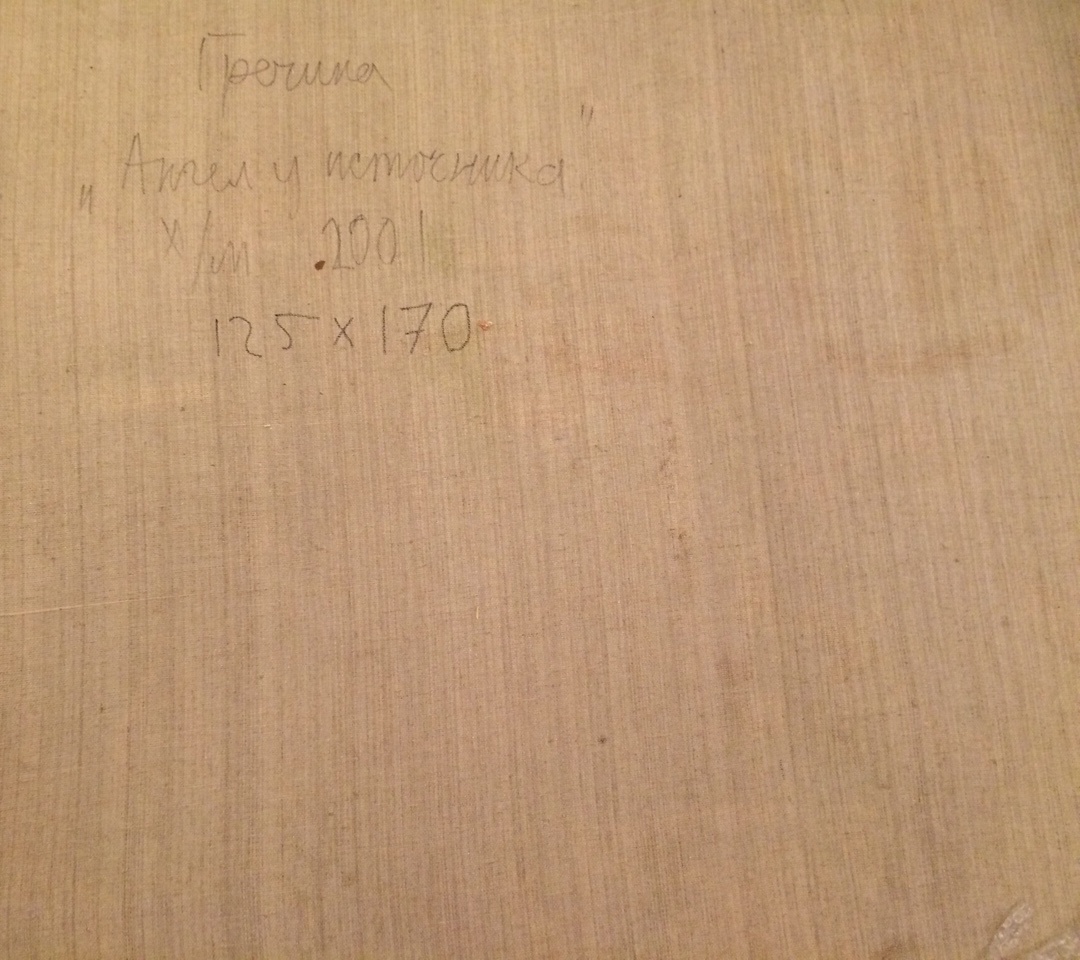 Гречина
„Ангел у источника"
х/м 2001
125 x 170